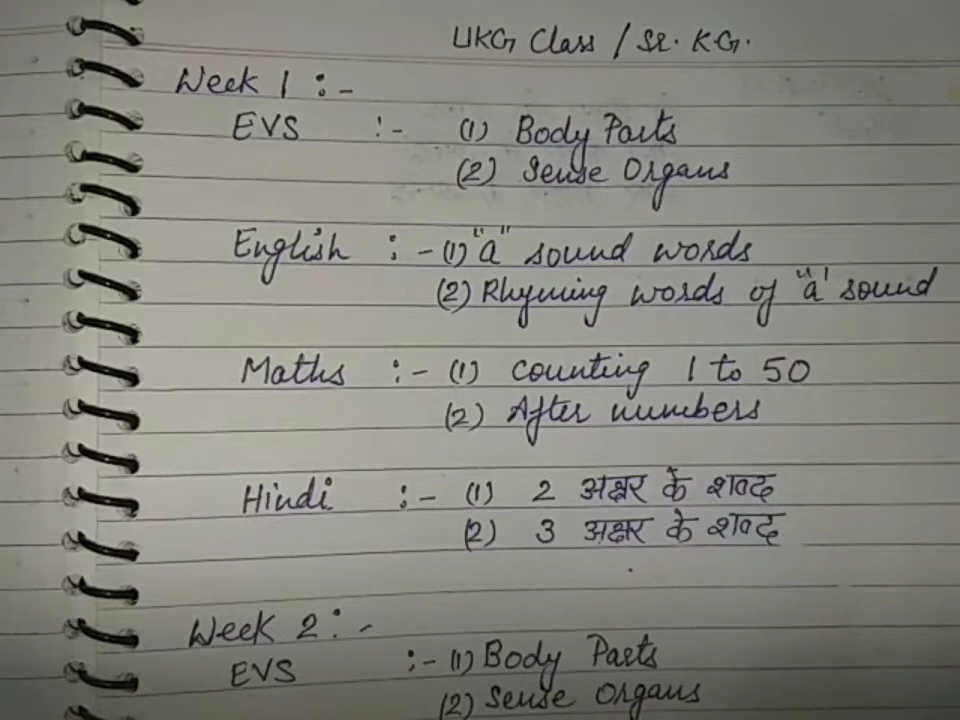 UKG Class / Sr. KG.
Week 1 :-
EVS :- (1) Body Parts
(2) Sense Organs
English :- (1) "a" sound words
(2) Rhyming words of "a' sound
Maths :- (1) Counting 1 to 50
(2) After numbers
Hindi :- (1) 2 अक्षर के शब्द
(2) 3 अक्षर के शब्द
Week 2 :-
EVS :- (1) Body Parts
(2) Sense Organs